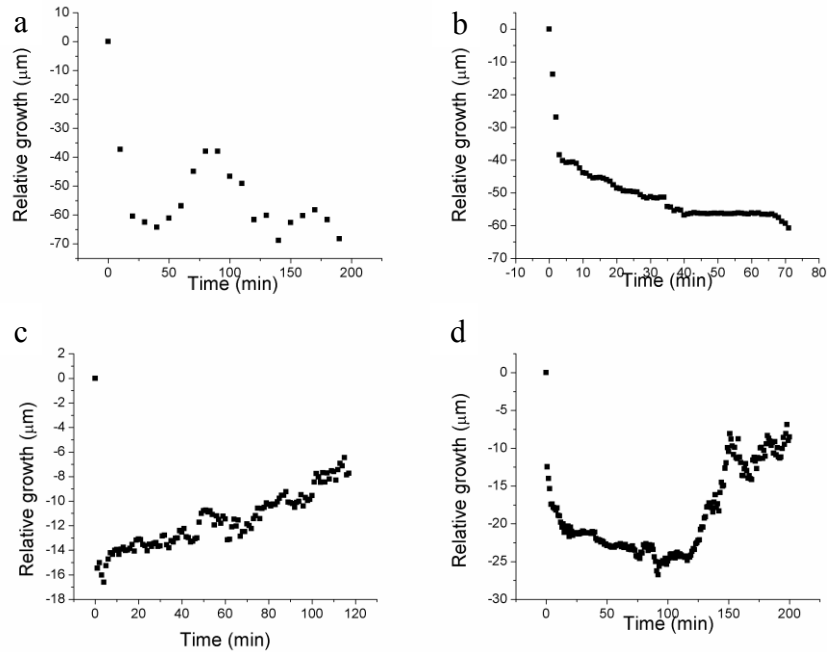 a
10
0
-10
-20
-30
-40
-50
-60
-70
Relative growth (μm)
0 50 100 150 200
Time (min)
b
0
-10
-20
-30
-40
-50
-60
-70
Relative growth (μm)
-10 0 10 20 30 40 50 60 70 80
Time (min)
c
2
0
-2
-4
-6
-8
-10
-12
-14
-16
-18
Relative growth (μm)
0 20 40 60 80 100 120
Time (min)
d
0
-5
-10
-15
-20
-25
-30
Relative growth (μm)
0 50 100 150 200
Time (min)